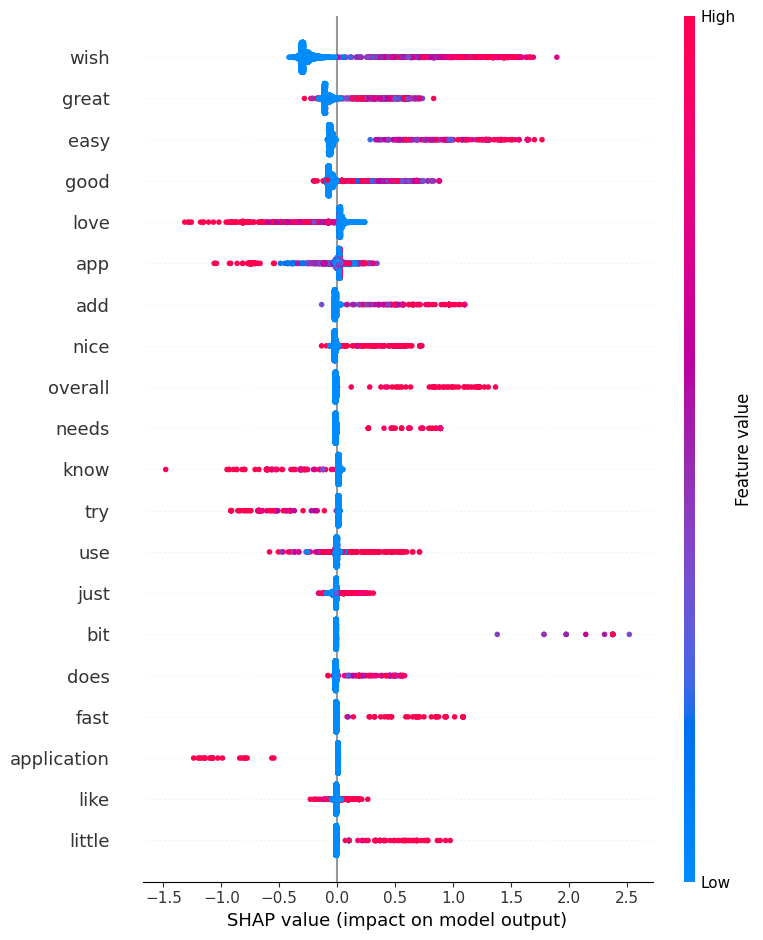 High
wish
great
easy
good
love
app
add
nice
overall
needs
know
try
use
just
bit
does
fast
application
like
little
Feature value
Low
−1.5 −1.0 −0.5 0.0 0.5 1.0 1.5 2.0 2.5
SHAP value (impact on model output)